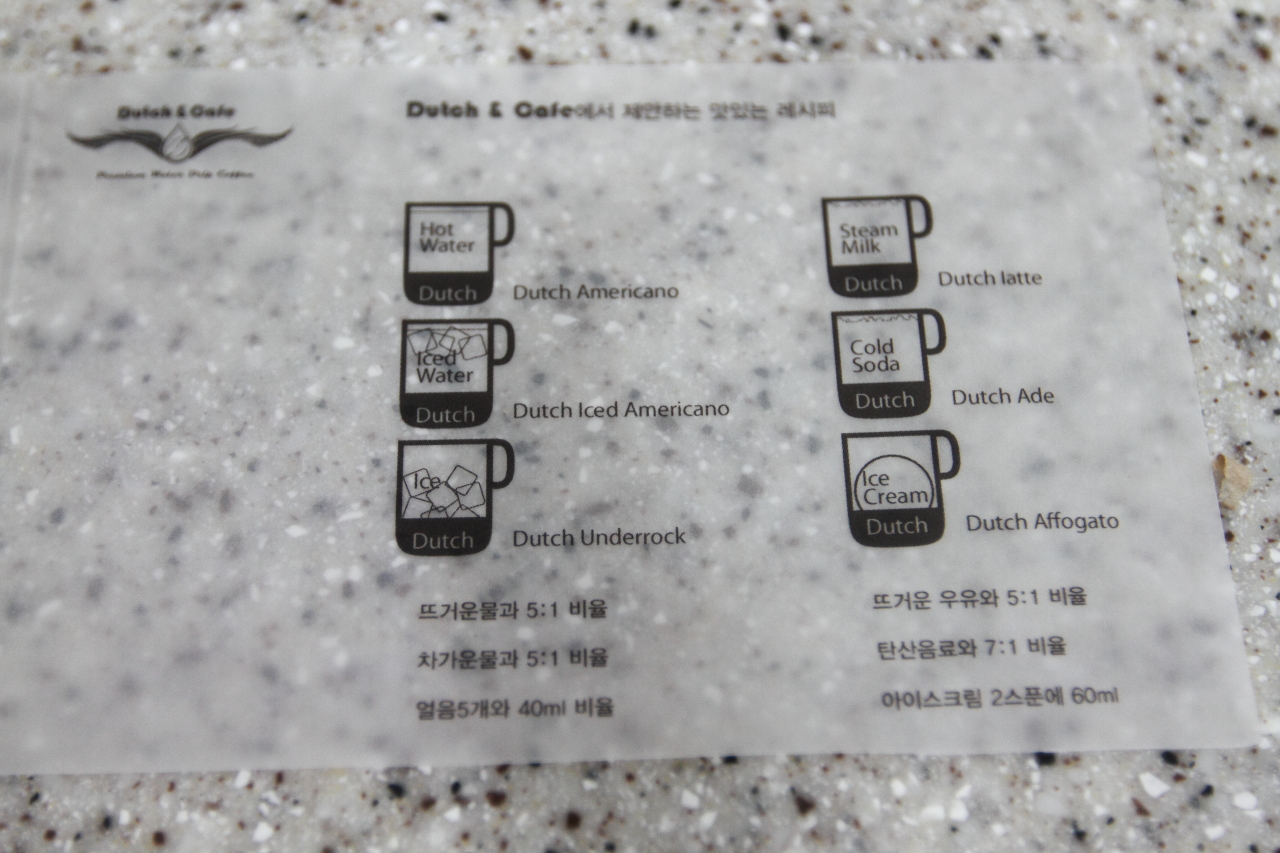 Dutch & Cafe
Premium Water Drip Coffee
Dutch & Cafe에서 제안하는 맛있는 레시피
Hot
Water
Dutch
Dutch Americano
Iced
Water
Dutch
Dutch Iced Americano
Ice
Dutch
Dutch Underrock
뜨거운물과 5:1 비율
차가운물과 5:1 비율
얼음5개와 40ml 비율
Steam
Milk
Dutch
Dutch latte
Cold
Soda
Dutch
Dutch Ade
Ice
Cream
Dutch
Dutch Affogato
뜨거운 우유와 5:1 비율
탄산음료와 7:1 비율
아이스크림 2스푼에 60ml